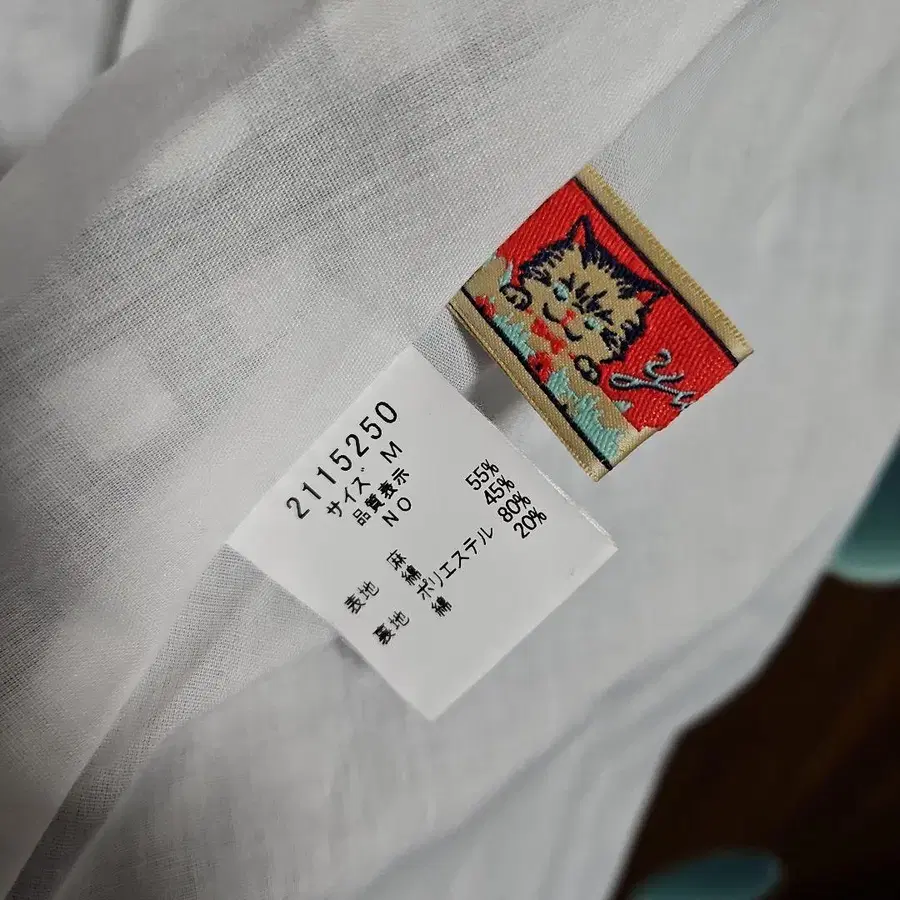 2115250
サイズ M
品質表示
NO
表地 麻 55%
綿 45%
裏地 ポリエステル 80%
綿 20%